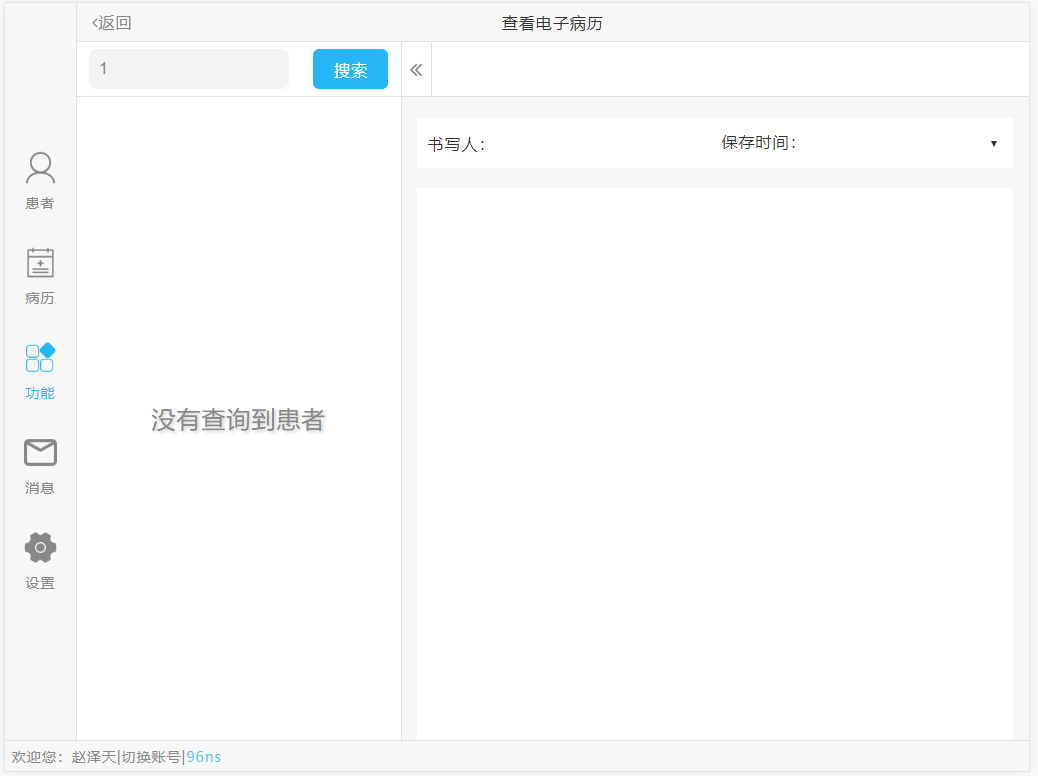 <返回
查看电子病历
1
搜索
«
书写人：
保存时间：
▼
患者
病历
功能
消息
设置
没有查询到患者
欢迎您：赵泽天|切换账号|96ns